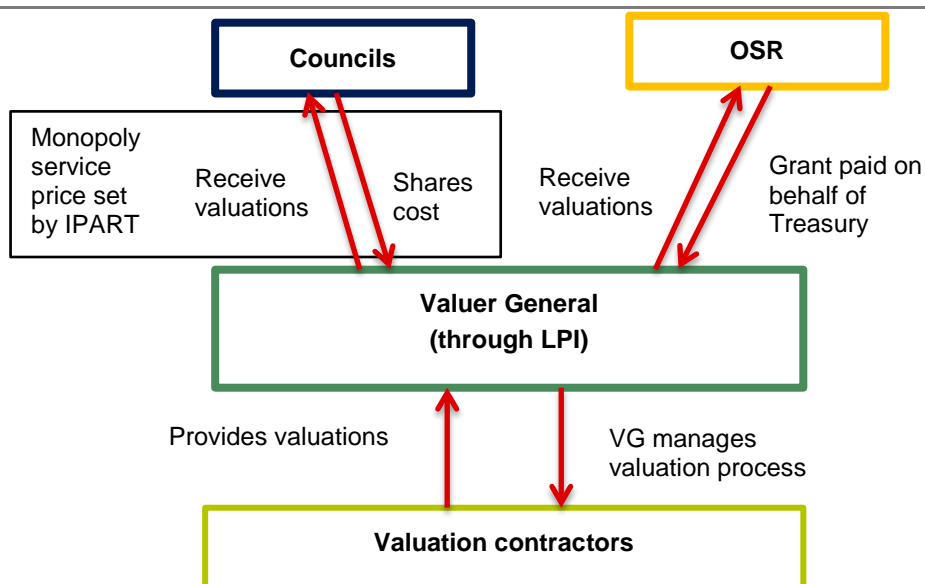 Councils
OSR
Monopoly
service
price set
by IPART
Receive
valuations
Shares
cost
Receive
valuations
Grant paid on
behalf of
Treasury
Valuer General
(through LPI)
Provides valuations
VG manages
valuation process
Valuation contractors